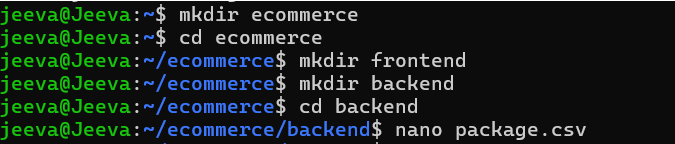 jeeva@Jeeva:~$ mkdir ecommerce
jeeva@Jeeva:~$ cd ecommerce
jeeva@Jeeva:~/ecommerce$ mkdir frontend
jeeva@Jeeva:~/ecommerce$ mkdir backend
jeeva@Jeeva:~/ecommerce$ cd backend
jeeva@Jeeva:~/ecommerce/backend$ nano package.csv